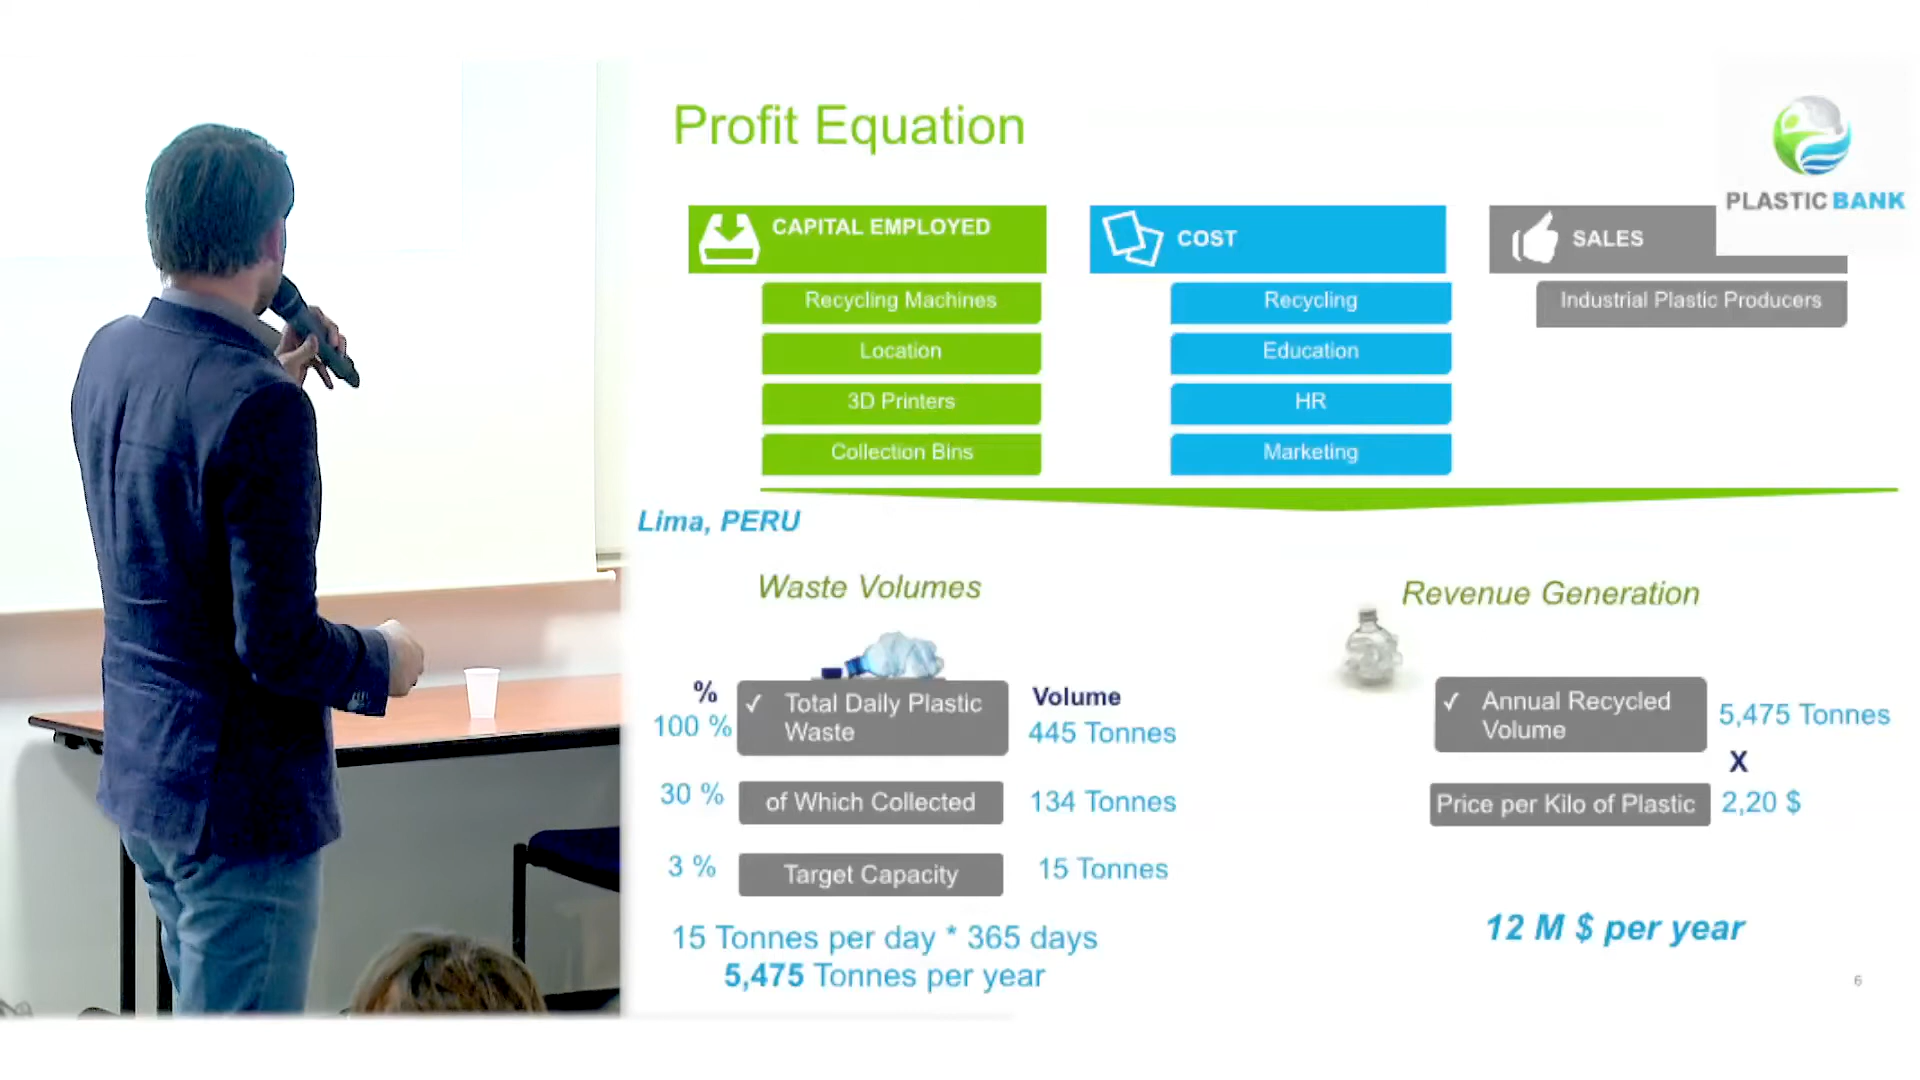 Profit Equation
PLASTIC BANK
CAPITAL EMPLOYED
Recycling Machines
Location
3D Printers
Collection Bins
COST
Recycling
Education
HR
Marketing
SALES
Industrial Plastic Producers
Lima, PERU
Waste Volumes
%
Volume
100 %
✓ Total Daily Plastic
Waste
445 Tonnes
30 %
of Which Collected
134 Tonnes
3 %
Target Capacity
15 Tonnes
15 Tonnes per day * 365 days
5,475 Tonnes per year
Revenue Generation
✓ Annual Recycled
Volume
5,475 Tonnes
X
Price per Kilo of Plastic
2,20 $
12 M $ per year
6